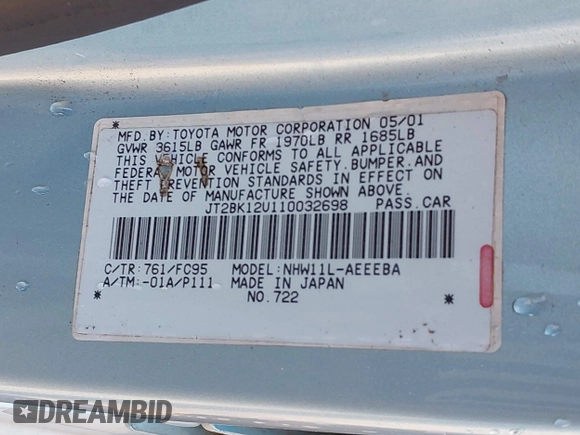 MFD. BY: TOYOTA MOTOR CORPORATION 05/01
GVWR 3615LB GAWR FR 1970LB RR 1685LB
THIS VEHICLE CONFORMS TO ALL APPLICABLE
FEDERAL MOTOR VEHICLE SAFETY, BUMPER, AND
THEFT PREVENTION STANDARDS IN EFFECT ON
THE DATE OF MANUFACTURE SHOWN ABOVE.
JT2BK12U110032698 PASS. CAR
C/TR: 761/FC95 MODEL: NHW11L-AEEEBA
A/TM: -01A/P111 MADE IN JAPAN
NO. 722
DREAMBID